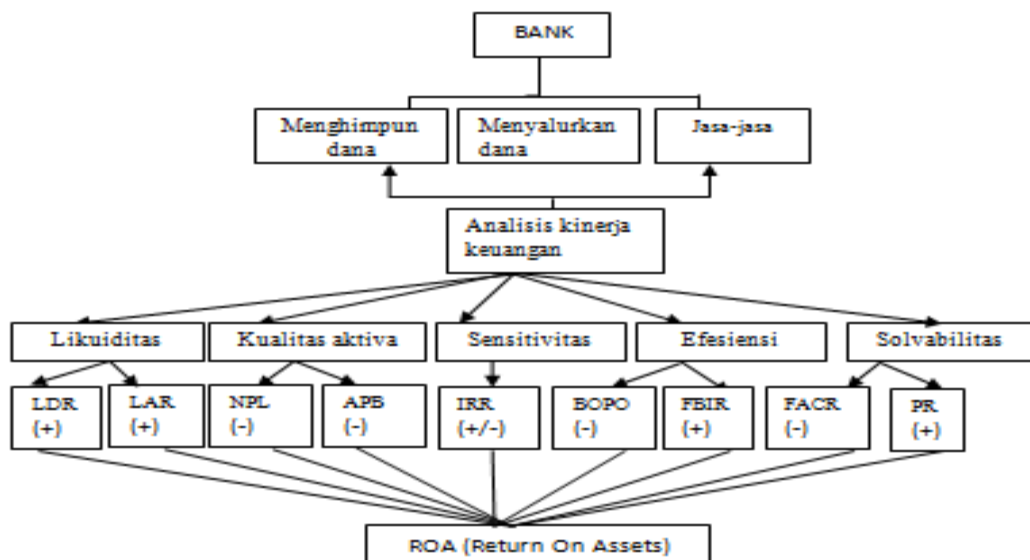 BANK
Menghimpun
dana
Menyalurkan
dana
Jasa-jasa
Analisis kinerja
keuangan
Likuiditas
Kualitas aktiva
Sensitivitas
Efesiensi
Solvabilitas
LDR
(+)
LAR
(+)
NPL
(-)
APB
(-)
IRR
(+/-)
BOPO
(-)
FBIR
(+)
FACR
(-)
PR
(+)
ROA (Return On Assets)